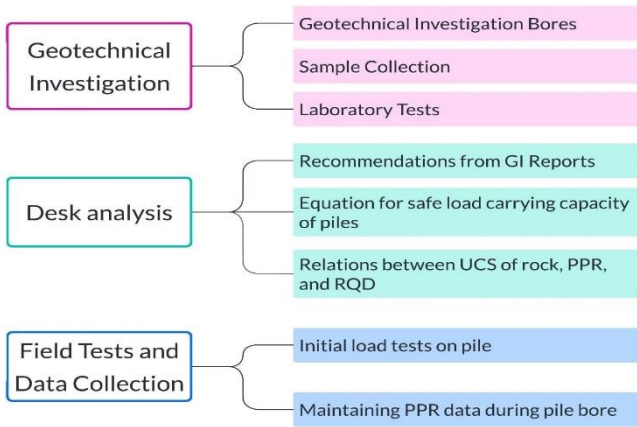 Geotechnical
Investigation
Geotechnical Investigation Bores
Sample Collection
Laboratory Tests
Desk analysis
Recommendations from GI Reports
Equation for safe load carrying capacity
of piles
Relations between UCS of rock, PPR,
and RQD
Field Tests and
Data Collection
Initial load tests on pile
Maintaining PPR data during pile bore